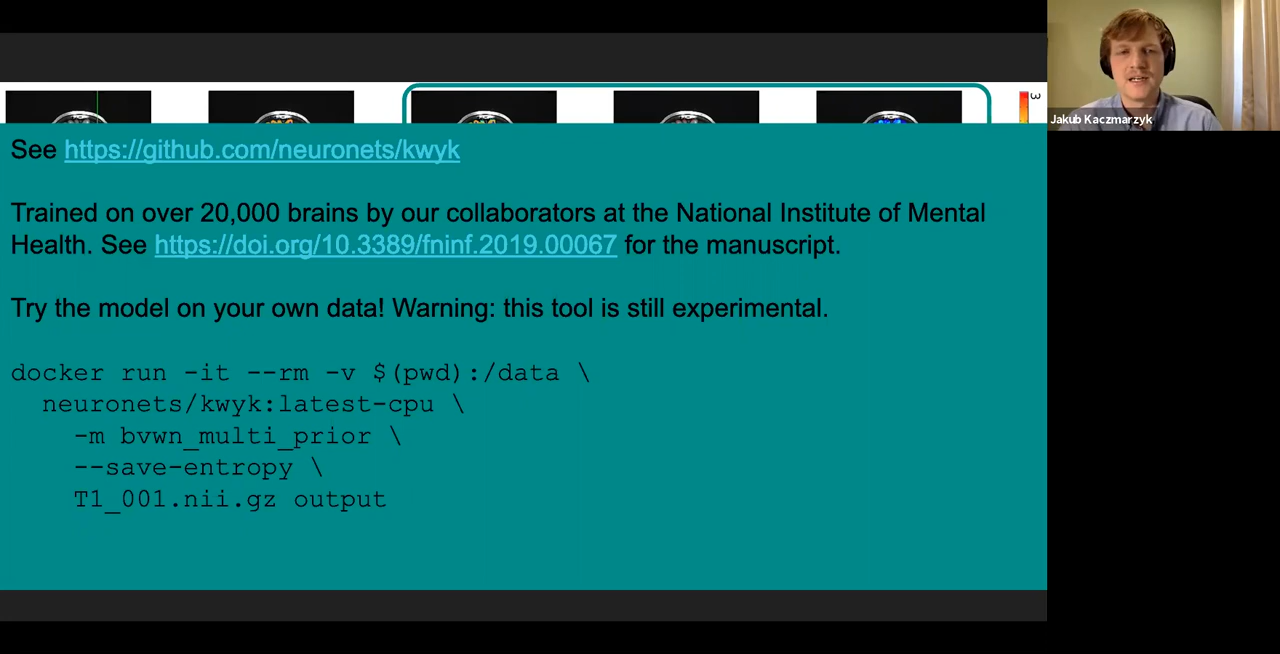 3
Jakub Kaczmarzyk
See https://github.com/neuronets/kwyk
Trained on over 20,000 brains by our collaborators at the National Institute of Mental
Health. See https://doi.org/10.3389/fninf.2019.00067 for the manuscript.
Try the model on your own data! Warning: this tool is still experimental.
docker run -it --rm -v $(pwd):/data \
neuronets/kwyk:latest-cpu \
-m bvwn_multi_prior \
--save-entropy \
T1_001.nii.gz output